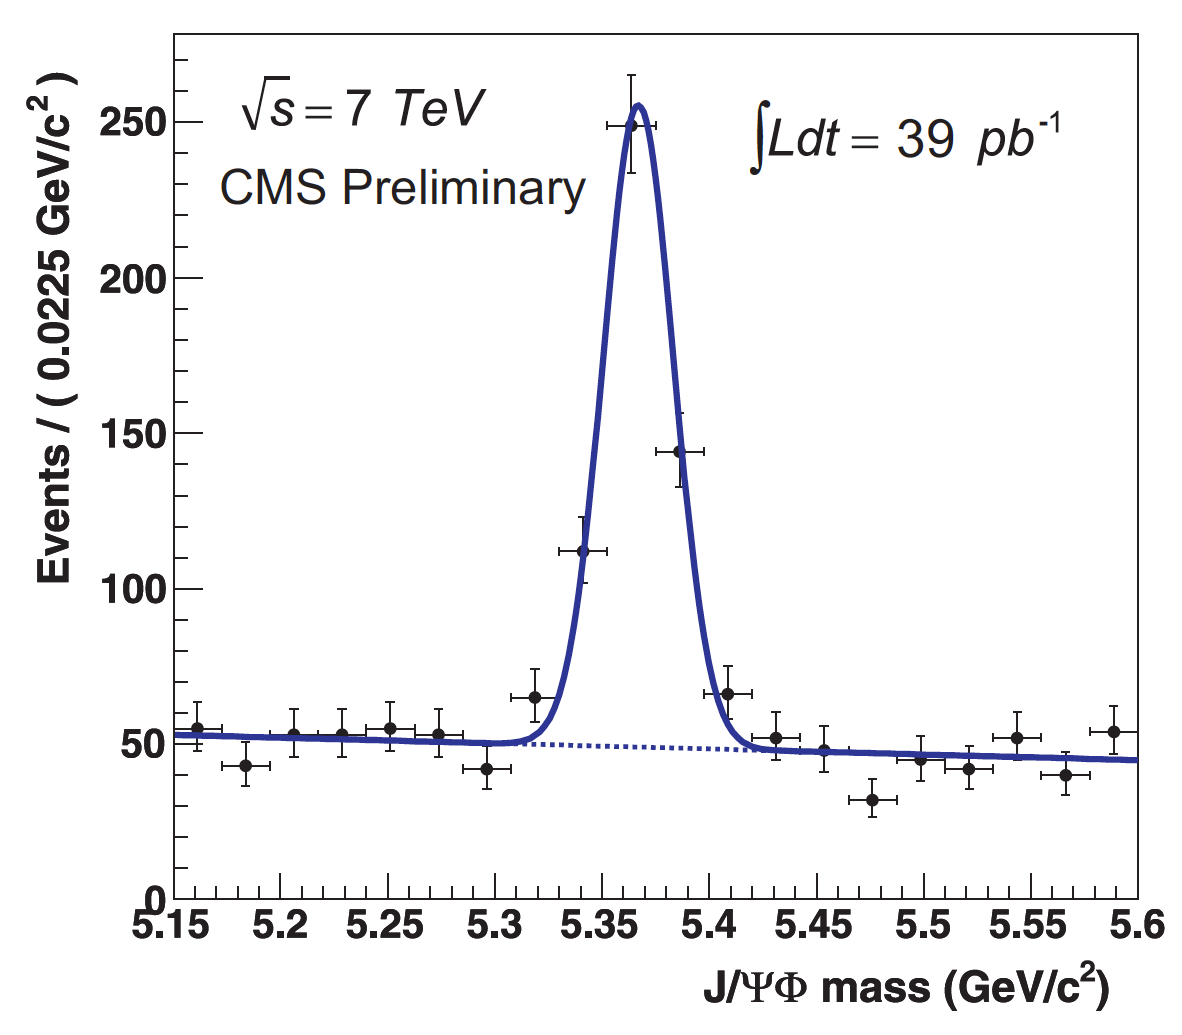 √s = 7 TeV
∫Ldt = 39 pb⁻¹
CMS Preliminary
Events / ( 0.0225 GeV/c² )
250
200
150
100
50
0
5.15 5.2 5.25 5.3 5.35 5.4 5.45 5.5 5.55 5.6
J/ΨΦ mass (GeV/c²)